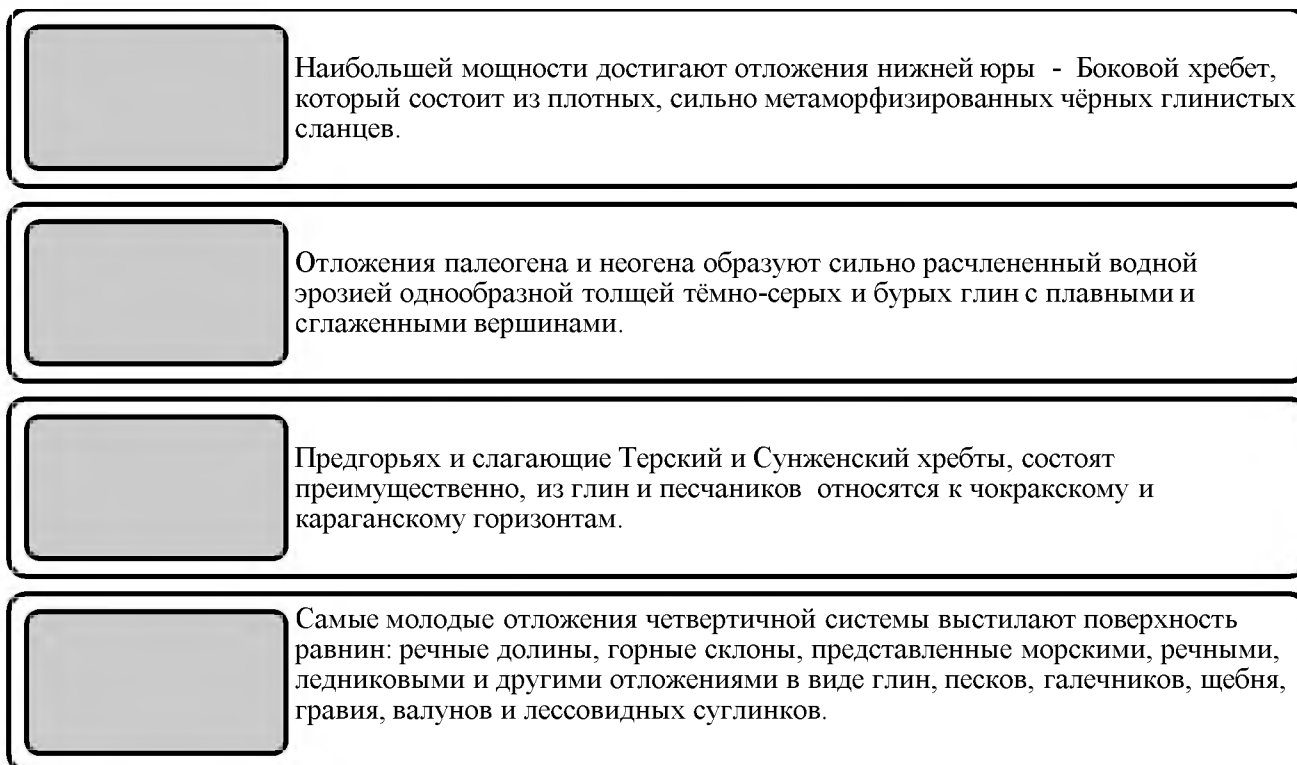 Наибольшей мощности достигают отложения нижней юры - Боковой хребет,
который состоит из плотных, сильно метаморфизированных чёрных глинистых
сланцев.
Отложения палеогена и неогена образуют сильно расчлененный водной
эрозией однообразной толщей тёмно-серых и бурых глин с плавными и
сглаженными вершинами.
Предгорьях и слагающие Терский и Сунженский хребты, состоят
преимущественно, из глин и песчаников относятся к чокракскому и
караганскому горизонтам.
Самые молодые отложения четвертичной системы выстилают поверхность
равнин: речные долины, горные склоны, представленные морскими, речными,
ледниковыми и другими отложениями в виде глин, песков, галечников, щебня,
гравия, валунов и лессовидных суглинков.